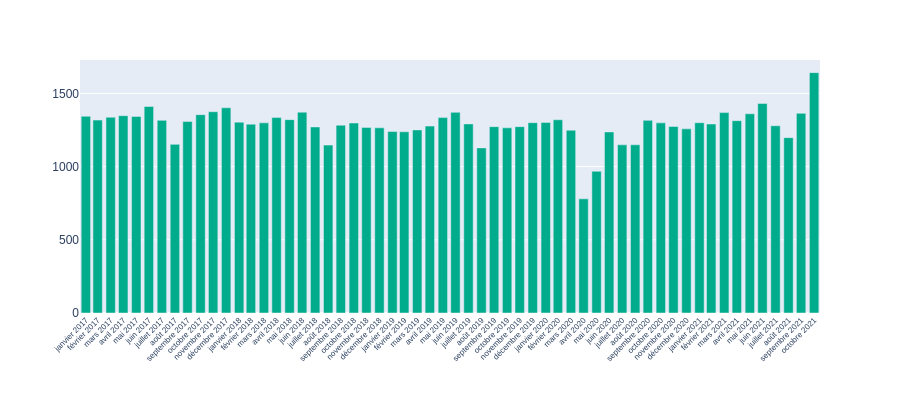 1500
1000
500
0
janvier 2017
février 2017
mars 2017
avril 2017
mai 2017
juin 2017
juillet 2017
août 2017
septembre 2017
octobre 2017
novembre 2017
décembre 2017
janvier 2018
février 2018
mars 2018
avril 2018
mai 2018
juin 2018
juillet 2018
août 2018
septembre 2018
octobre 2018
novembre 2018
décembre 2018
janvier 2019
février 2019
mars 2019
avril 2019
mai 2019
juin 2019
juillet 2019
août 2019
septembre 2019
octobre 2019
novembre 2019
décembre 2019
janvier 2020
février 2020
mars 2020
avril 2020
mai 2020
juin 2020
juillet 2020
août 2020
septembre 2020
octobre 2020
novembre 2020
décembre 2020
janvier 2021
février 2021
mars 2021
avril 2021
mai 2021
juin 2021
juillet 2021
août 2021
septembre 2021
octobre 2021